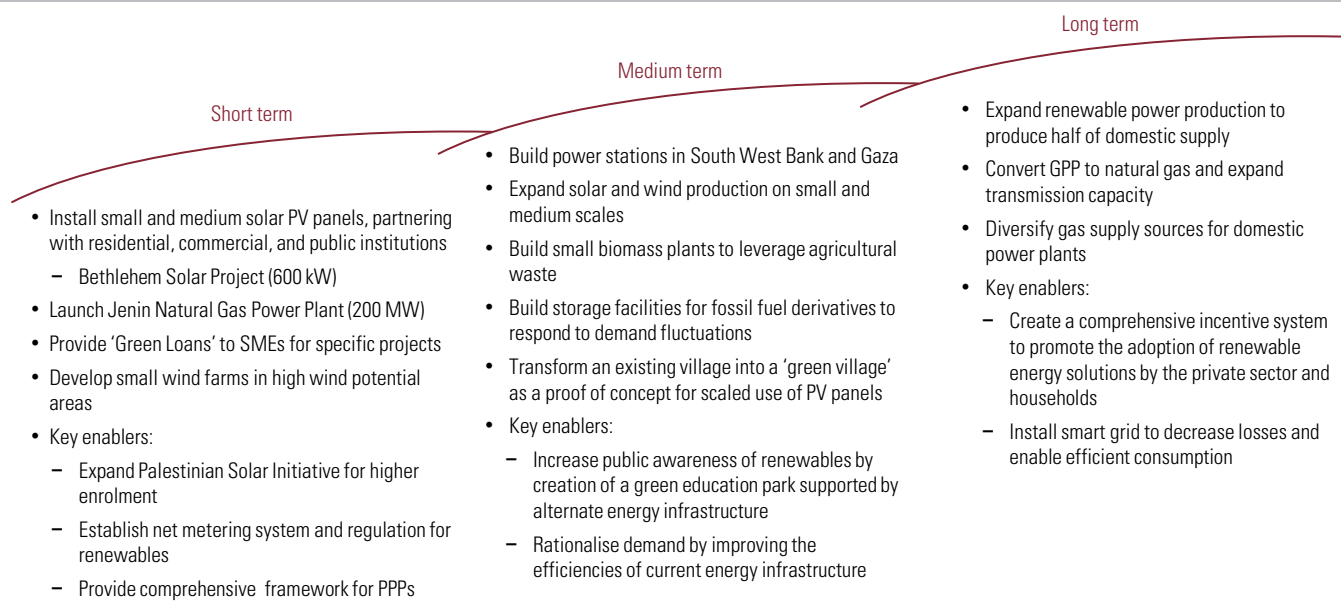 Short term
• Install small and medium solar PV panels, partnering
with residential, commercial, and public institutions
– Bethlehem Solar Project (600 kW)
• Launch Jenin Natural Gas Power Plant (200 MW)
• Provide ‘Green Loans’ to SMEs for specific projects
• Develop small wind farms in high wind potential
areas
• Key enablers:
– Expand Palestinian Solar Initiative for higher
enrolment
– Establish net metering system and regulation for
renewables
– Provide comprehensive framework for PPPs
Medium term
• Build power stations in South West Bank and Gaza
• Expand solar and wind production on small and
medium scales
• Build small biomass plants to leverage agricultural
waste
• Build storage facilities for fossil fuel derivatives to
respond to demand fluctuations
• Transform an existing village into a ‘green village’
as a proof of concept for scaled use of PV panels
• Key enablers:
– Increase public awareness of renewables by
creation of a green education park supported by
alternate energy infrastructure
– Rationalise demand by improving the
efficiencies of current energy infrastructure
Long term
• Expand renewable power production to
produce half of domestic supply
• Convert GPP to natural gas and expand
transmission capacity
• Diversify gas supply sources for domestic
power plants
• Key enablers:
– Create a comprehensive incentive system
to promote the adoption of renewable
energy solutions by the private sector and
households
– Install smart grid to decrease losses and
enable efficient consumption